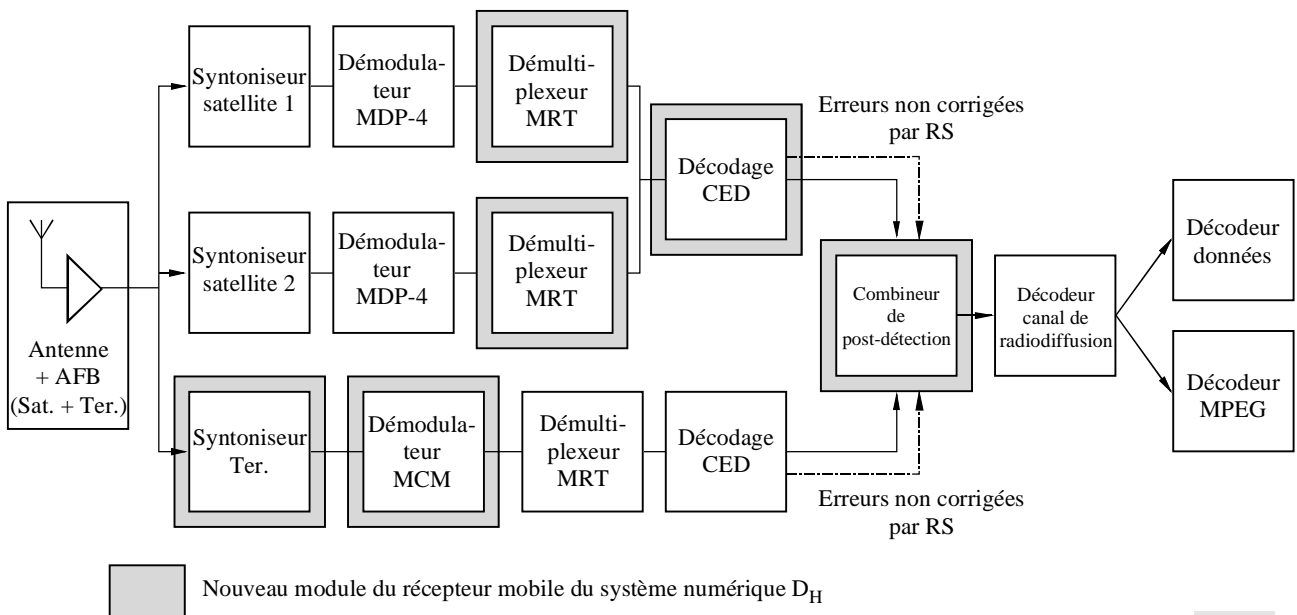 Syntoniseur
satellite 1
Démodula-
teur
MDP-4
Démulti-
plexeur
MRT
Décodage
CED
Erreurs non corrigées
par RS
Antenne
+ AFB
(Sat. + Ter.)
Syntoniseur
satellite 2
Démodula-
teur
MDP-4
Démulti-
plexeur
MRT
Combineur
de
post-détection
Décodeur
canal de
radiodiffusion
Décodeur
données
Décodeur
MPEG
Syntoniseur
Ter.
Démodula-
teur
MCM
Démulti-
plexeur
MRT
Décodage
CED
Erreurs non corrigées
par RS
Nouveau module du récepteur mobile du système numérique DH